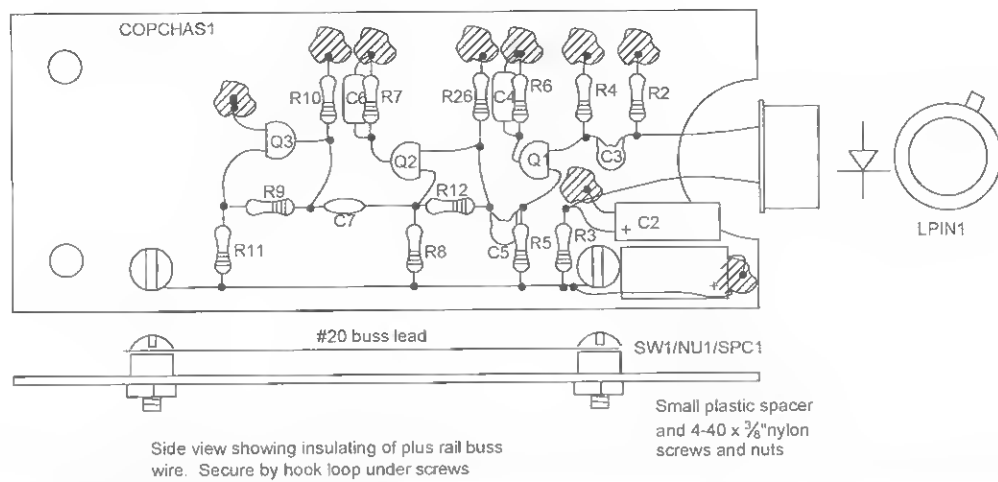 COPCHAS1
R10
C6
R7
R26
C4
R6
R4
R2
Q3
Q2
Q1
C3
R9
C7
R12
R11
R8
C5
R5
R3
C2
+
+
LPIN1
#20 buss lead
SW1/NU1/SPC1
Side view showing insulating of plus rail buss
wire. Secure by hook loop under screws
Small plastic spacer
and 4-40 x 3/8"nylon
screws and nuts